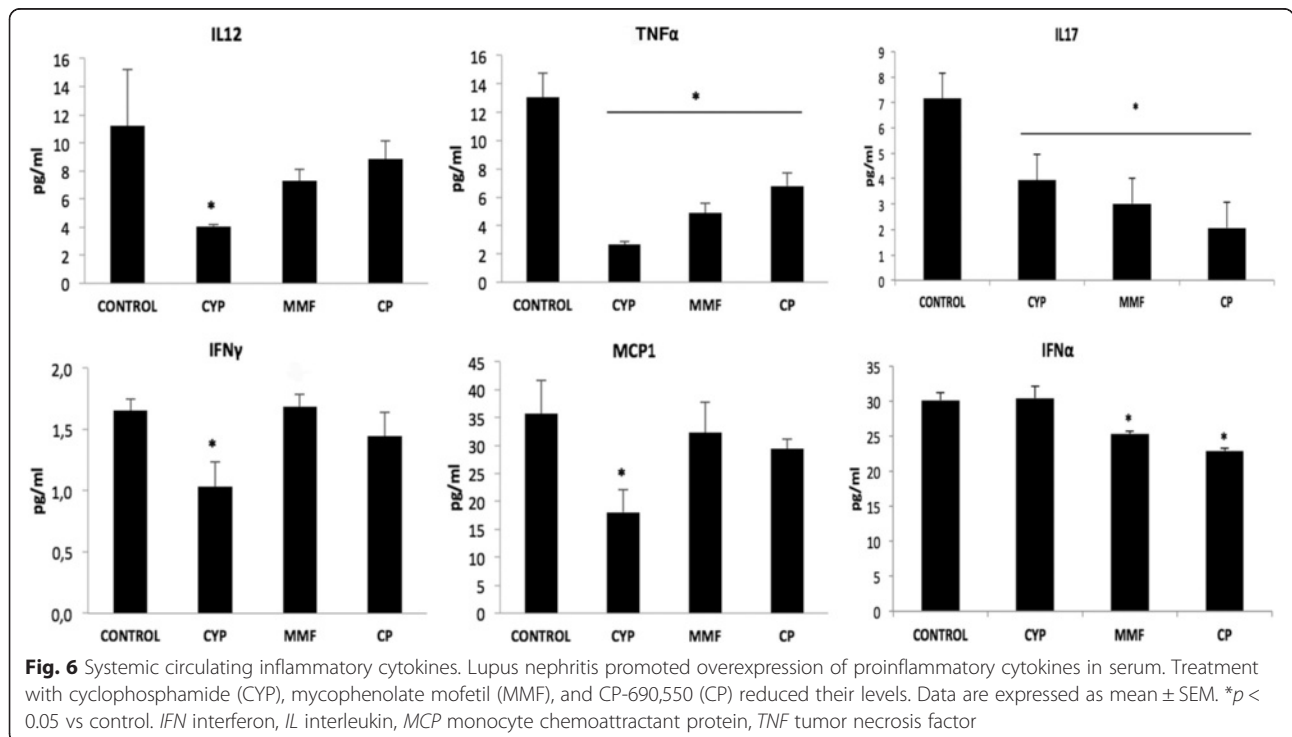 IL12
16
14
12
10
8
6
4
2
0
pg/ml
*
CONTROL CYP MMF CP
TNFα
16
14
12
10
8
6
4
2
0
pg/ml
*
CONTROL CYP MMF CP
IL17
9
8
7
6
5
4
3
2
1
0
pg/ml
*
CONTROL CYP MMF CP
IFNγ
2,0
1,5
1,0
0,5
0,0
pg/ml
*
CONTROL CYP MMF CP
MCP1
45
40
35
30
25
20
15
10
5
0
pg/ml
*
CONTROL CYP MMF CP
IFNα
35
30
25
20
15
10
5
0
pg/ml
*
*
CONTROL CYP MMF CP
Fig. 6 Systemic circulating inflammatory cytokines. Lupus nephritis promoted overexpression of proinflammatory cytokines in serum. Treatment
with cyclophosphamide (CYP), mycophenolate mofetil (MMF), and CP-690,550 (CP) reduced their levels. Data are expressed as mean ± SEM. *p <
0.05 vs control. IFN interferon, IL interleukin, MCP monocyte chemoattractant protein, TNF tumor necrosis factor